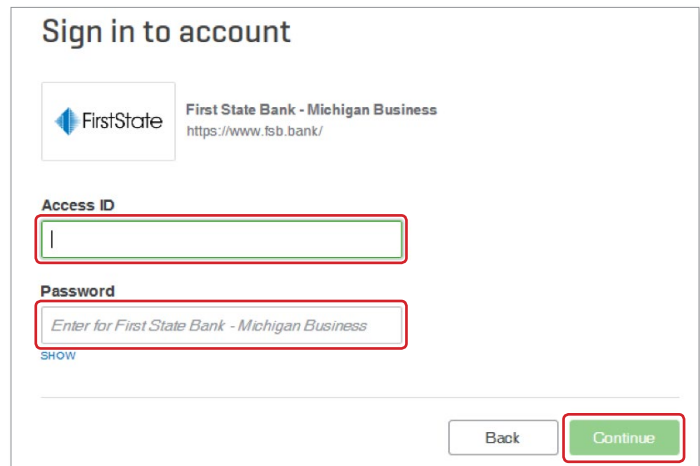 Sign in to account
FirstState
First State Bank - Michigan Business
https://www.fsb.bank/
Access ID
Password
Enter for First State Bank - Michigan Business
SHOW
Back
Continue